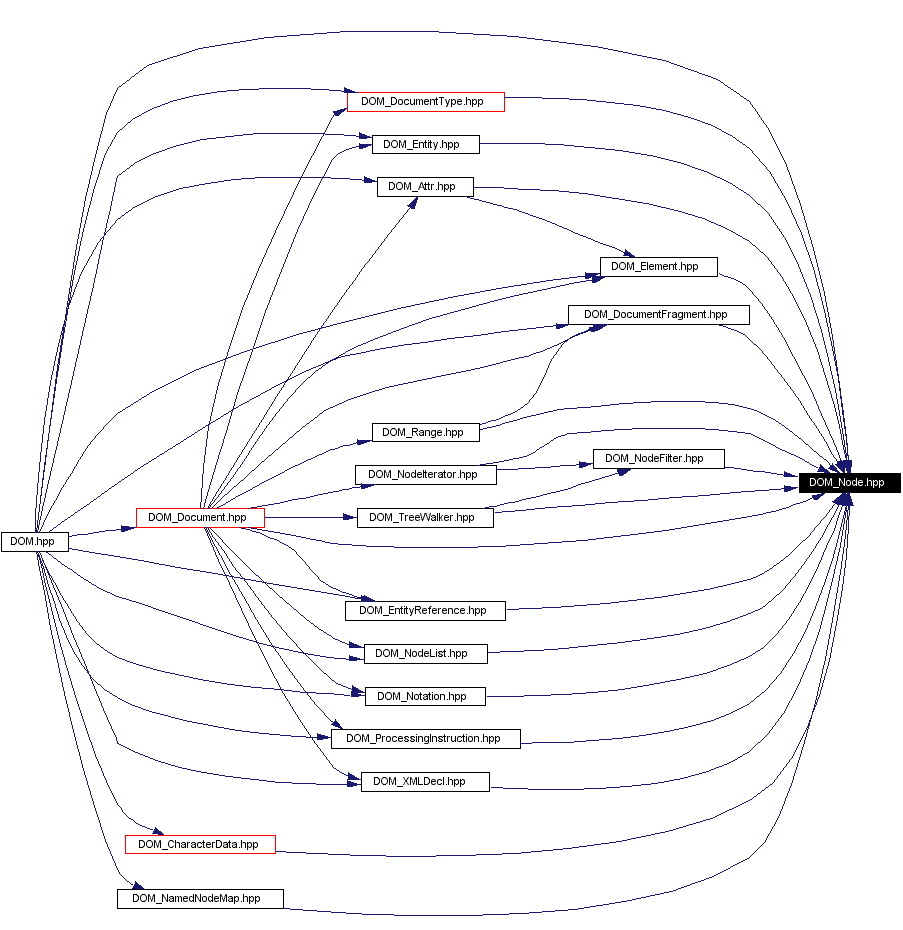 DOM_DocumentType.hpp
DOM_Entity.hpp
DOM_Attr.hpp
DOM_Element.hpp
DOM_DocumentFragment.hpp
DOM_Range.hpp
DOM_NodeFilter.hpp
DOM_NodeIterator.hpp
DOM_Node.hpp
DOM_Document.hpp
DOM_TreeWalker.hpp
DOM.hpp
DOM_EntityReference.hpp
DOM_NodeList.hpp
DOM_Notation.hpp
DOM_ProcessingInstruction.hpp
DOM_XMLDecl.hpp
DOM_CharacterData.hpp
DOM_NamedNodeMap.hpp